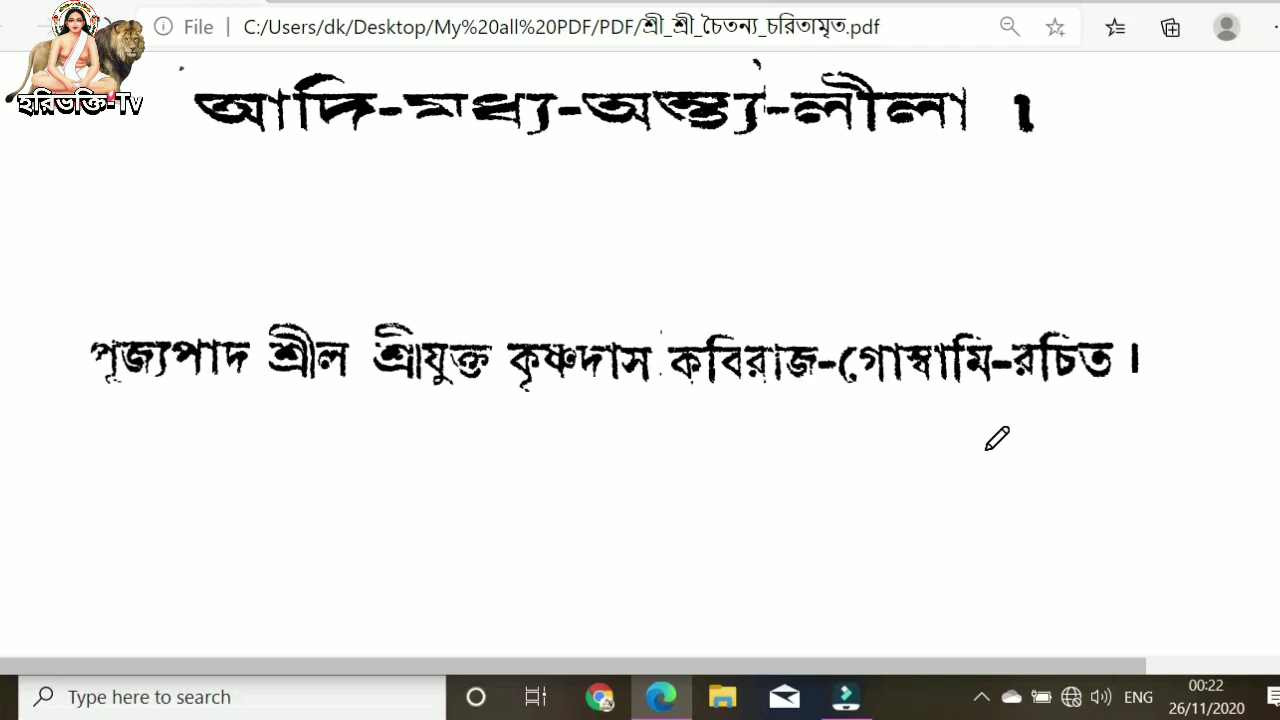 File | C:/Users/dk/Desktop/My%20all%20PDF/PDF/শ্রী_শ্রী_চৈতন্য_চরিতামৃত.pdf
হরিভক্তি-Tv
আদি-মধ্য-অন্ত্য-লীলা ।
পূজ্যপাদ শ্রীল শ্রীযুক্ত কৃষ্ণদাস কবিরাজ-গোস্বামি-রচিত ।
Type here to search
ENG
00:22
26/11/2020